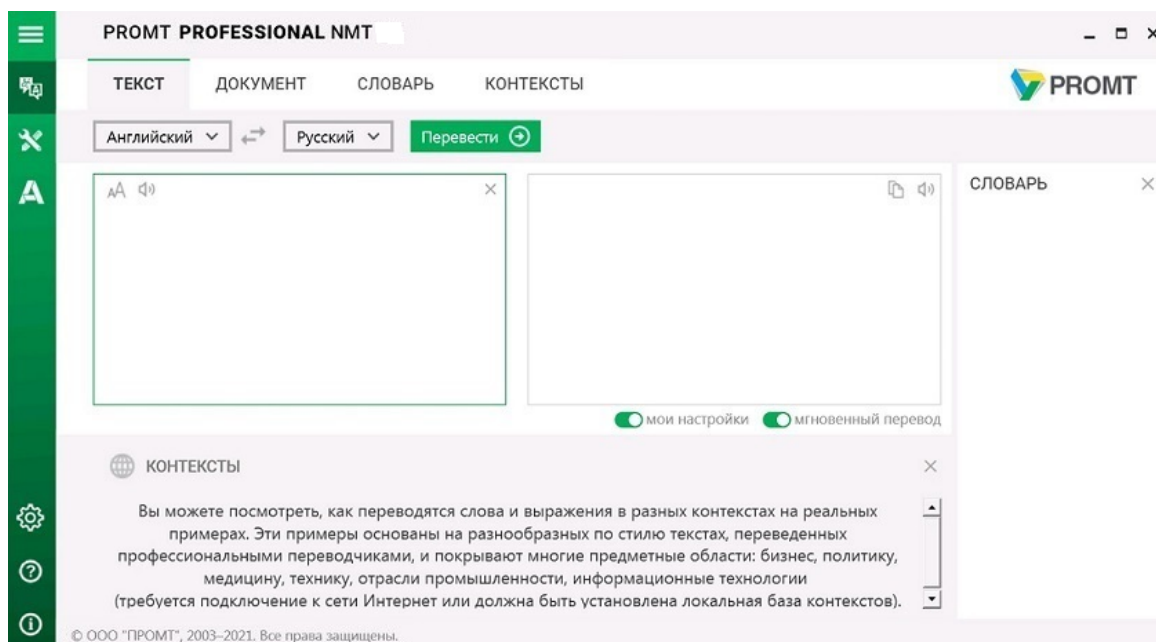 PROMT PROFESSIONAL NMT
ТЕКСТ ДОКУМЕНТ СЛОВАРЬ КОНТЕКСТЫ
PROMT
Английский Русский Перевести
СЛОВАРЬ
мои настройки мгновенный перевод
КОНТЕКСТЫ
Вы можете посмотреть, как переводятся слова и выражения в разных контекстах на реальных
примерах. Эти примеры основаны на разнообразных по стилю текстах, переведенных
профессиональными переводчиками, и покрывают многие предметные области: бизнес, политику,
медицину, технику, отрасли промышленности, информационные технологии
(требуется подключение к сети Интернет или должна быть установлена локальная база контекстов).
© ООО "ПРОМТ", 2003–2021. Все права защищены.